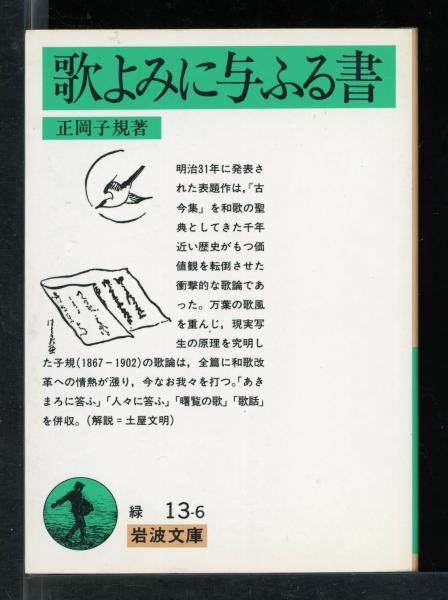 歌よみに与ふる書
正岡子規著
明治31年に発表さ
れた表題作は，『古
今集』を和歌の聖
典としてきた千年
近い歴史がもつ価
値観を転倒させた
衝撃的な歌論であ
った。万葉の歌風
を重んじ，現実写
生の原理を究明し
た子規(1867－1902)の歌論は，全篇に和歌改
革への情熱が漲り，今なお我々を打つ。「あき
まろに答ふ」「人々に答ふ」「曙覧の歌」「歌話」
を併収。(解説＝土屋文明)
緑 13-6
岩波文庫